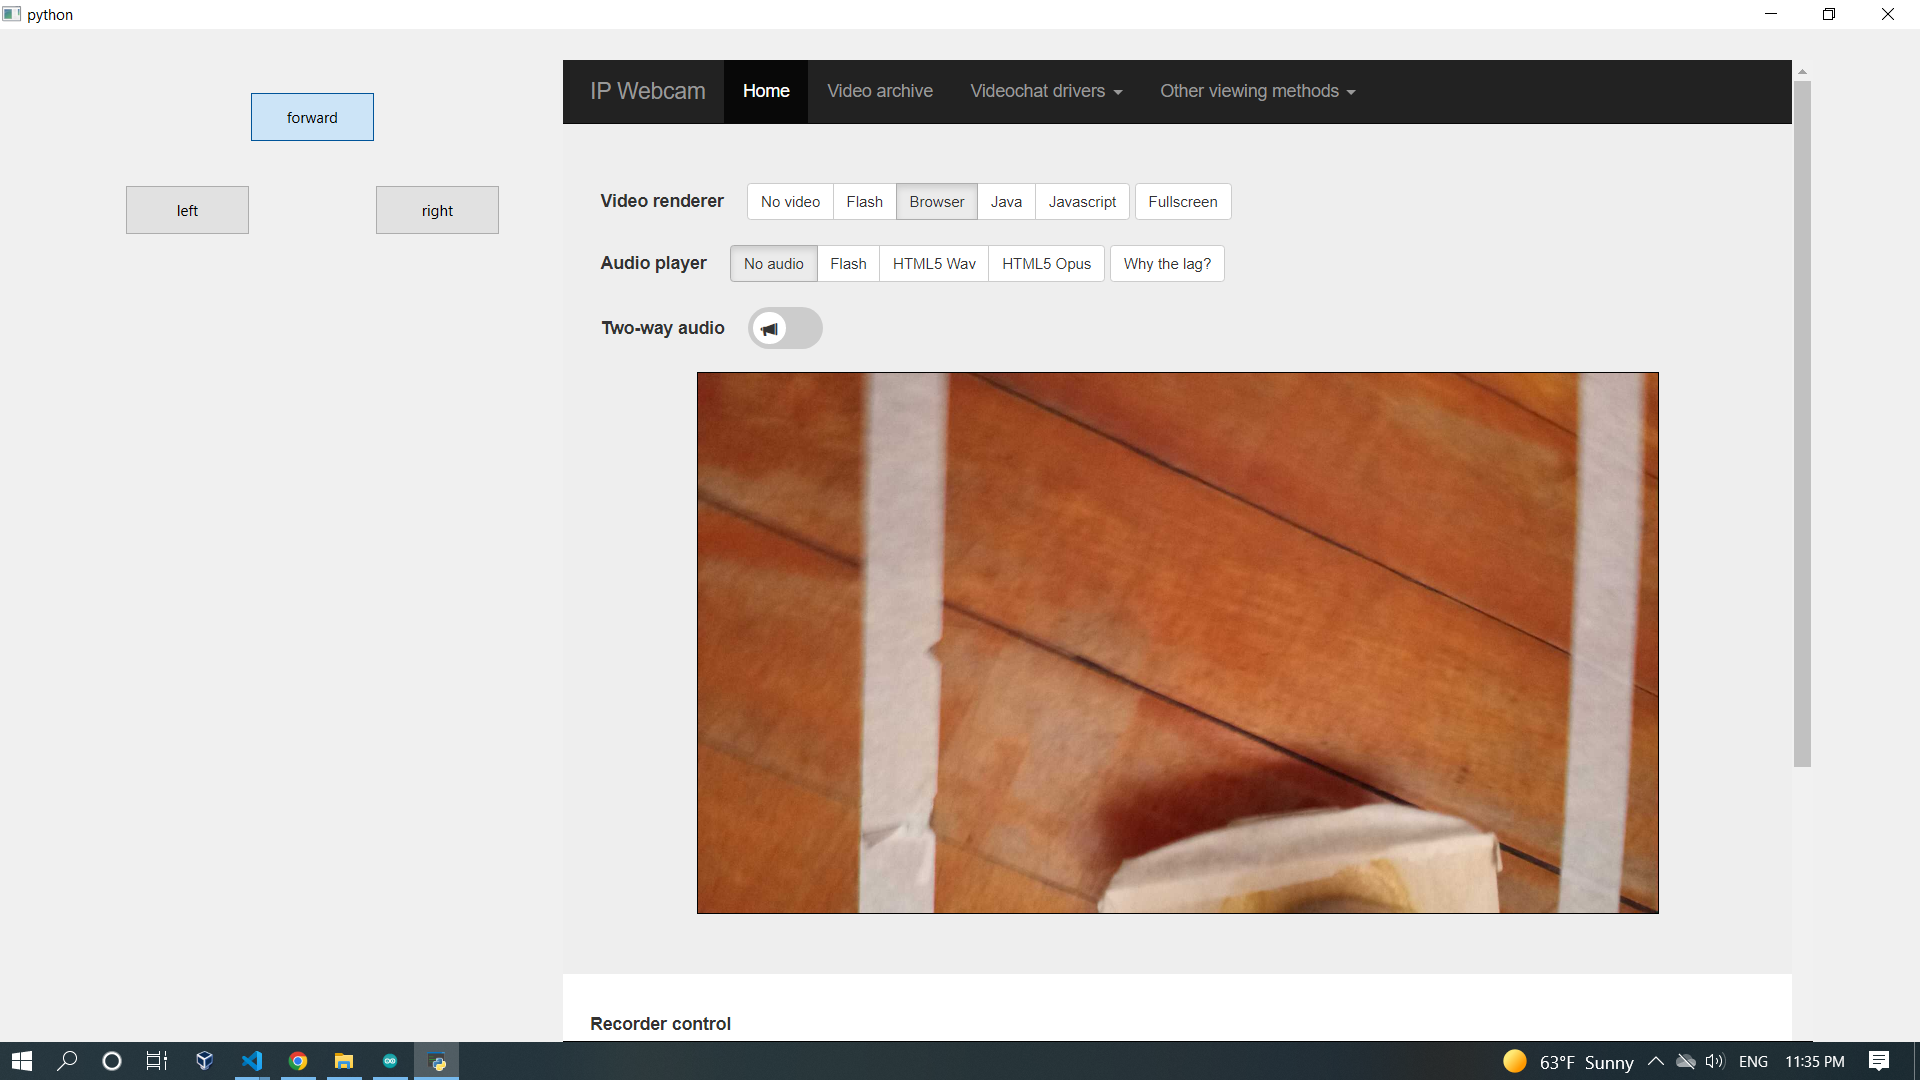 python
forward
left
right
IP Webcam Home Video archive Videochat drivers Other viewing methods
Video renderer No video Flash Browser Java Javascript Fullscreen
Audio player No audio Flash HTML5 Wav HTML5 Opus Why the lag?
Two-way audio
Recorder control
63°F Sunny ENG 11:35 PM